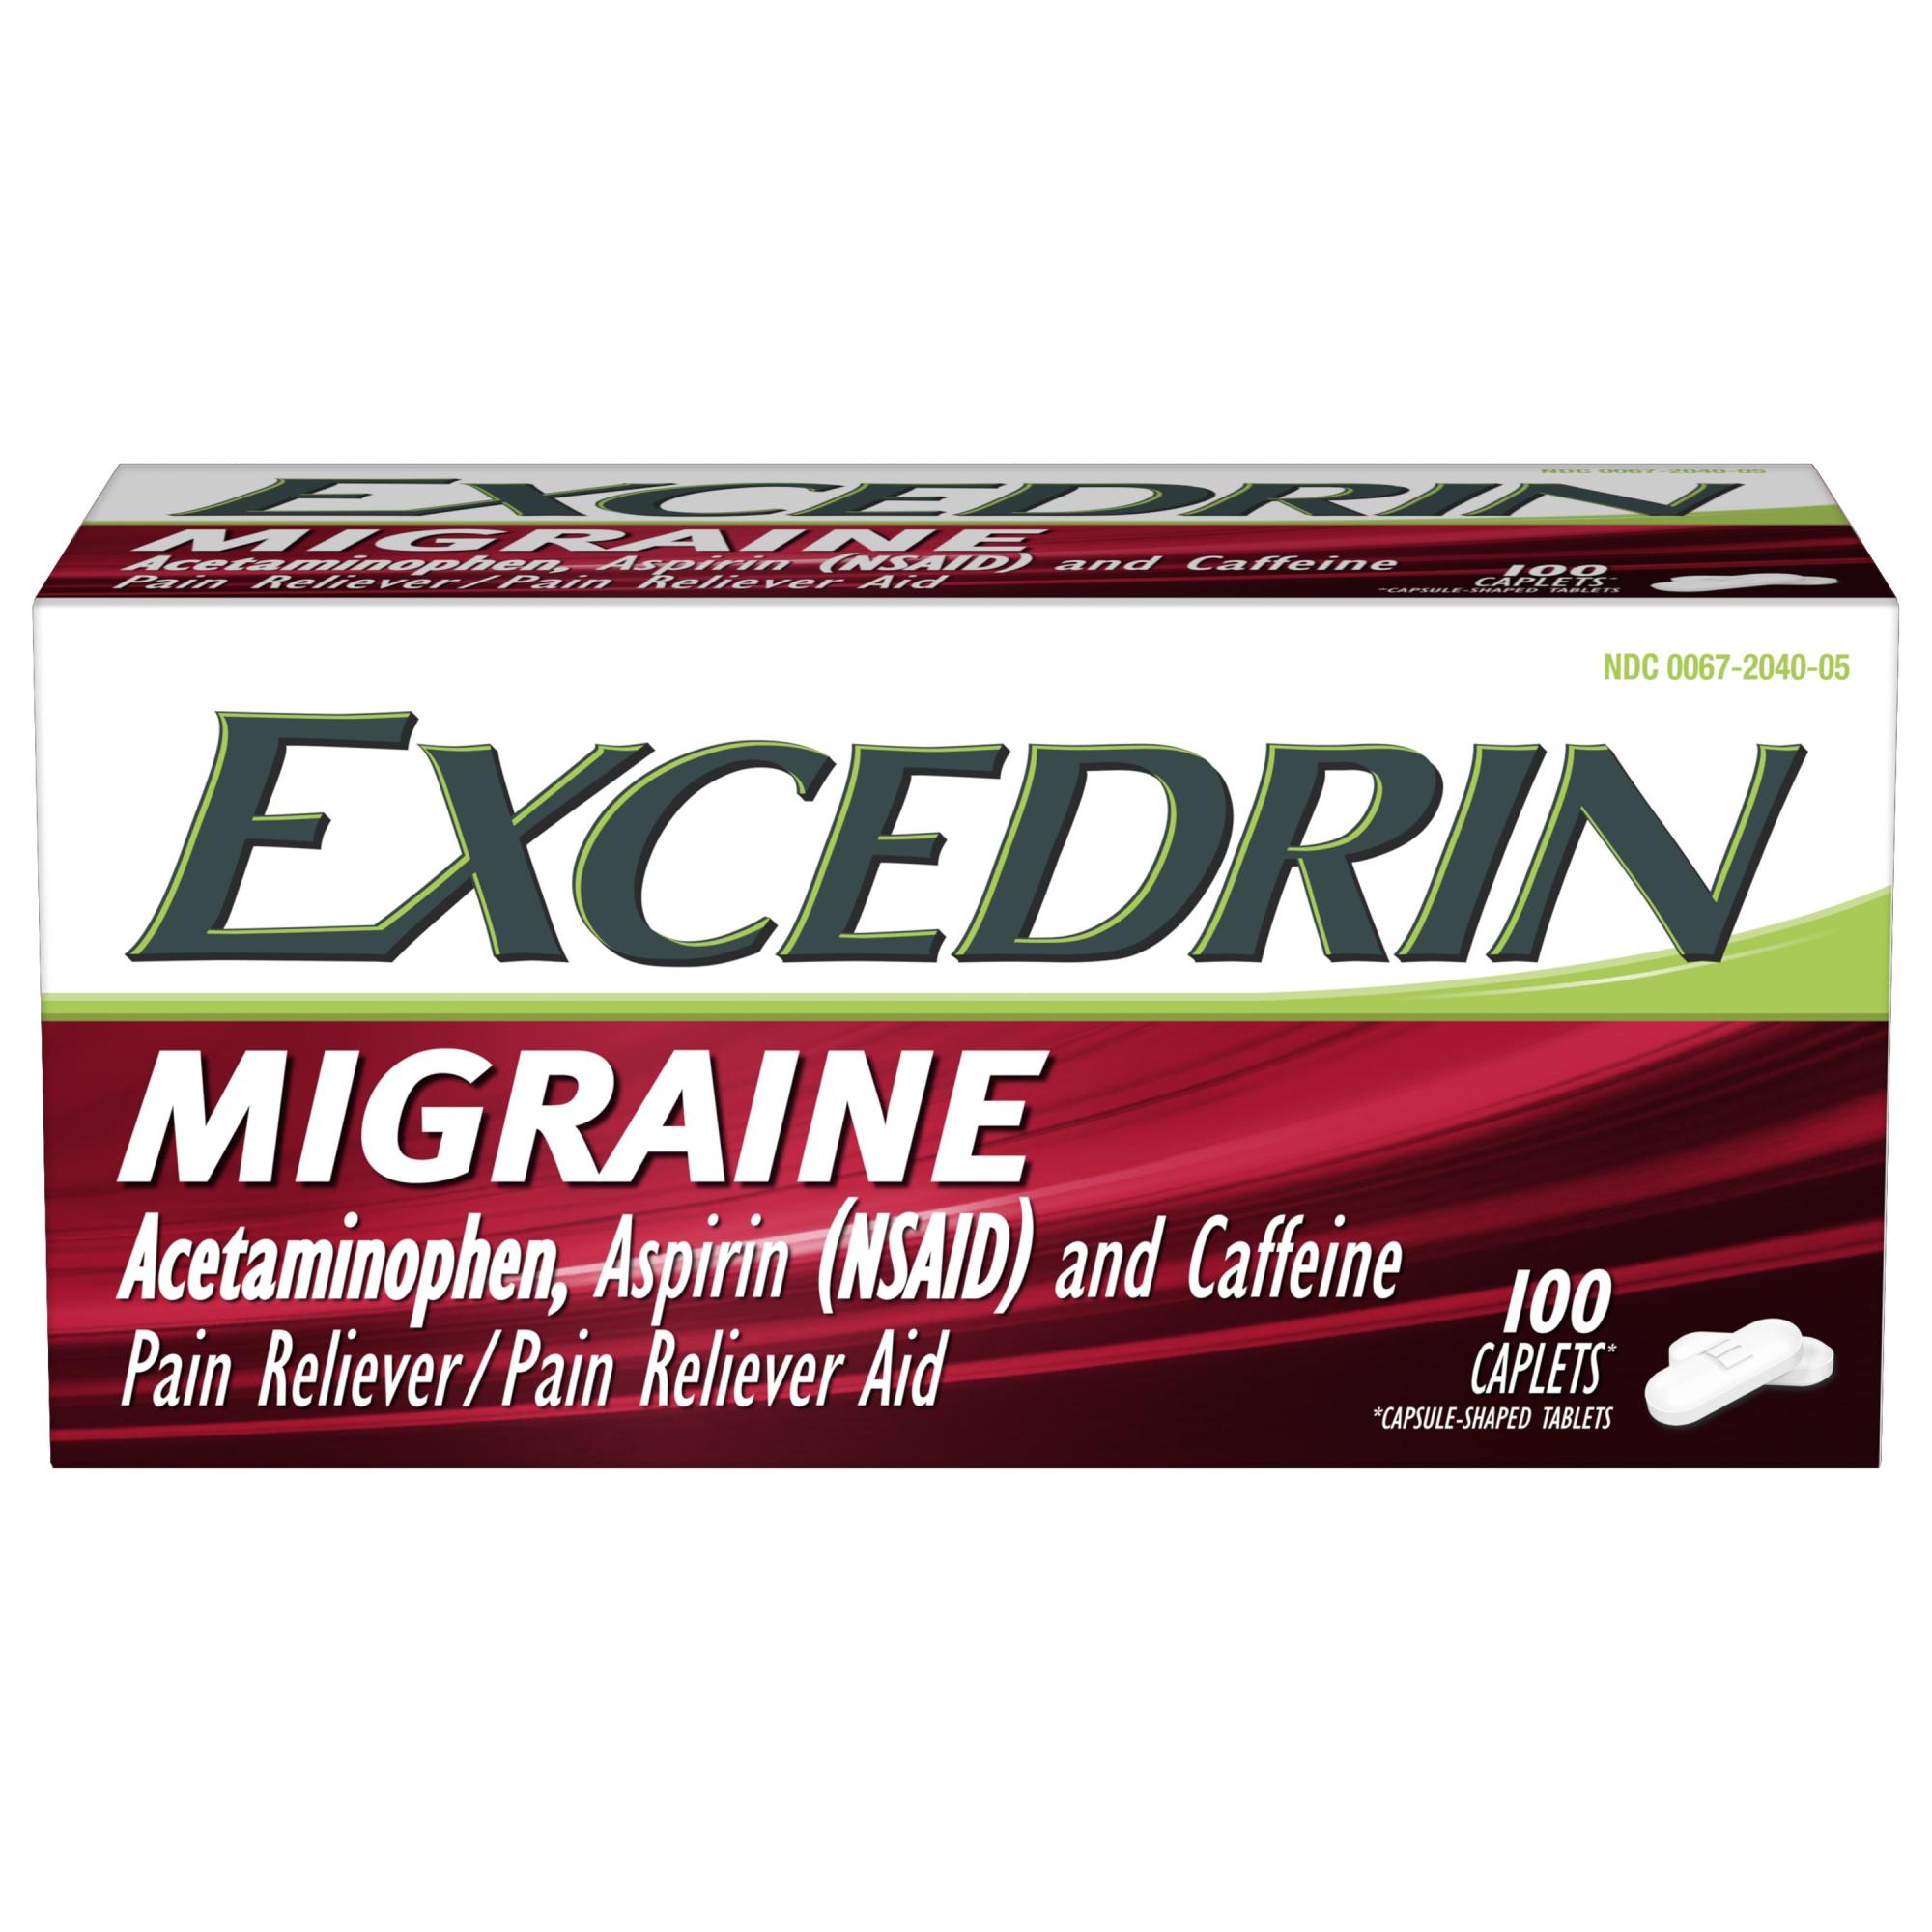 NDC 0067-2040-05
EXCEDRIN
MIGRAINE
Acetaminophen, Aspirin (NSAID) and Caffeine
Pain Reliever/Pain Reliever Aid
100
CAPLETS*
*CAPSULE-SHAPED TABLETS
NDC 0067-2040-05
EXCEDRIN
MIGRAINE
Acetaminophen, Aspirin (NSAID) and Caffeine
Pain Reliever/Pain Reliever Aid
100
CAPLETS*
*CAPSULE-SHAPED TABLETS
E